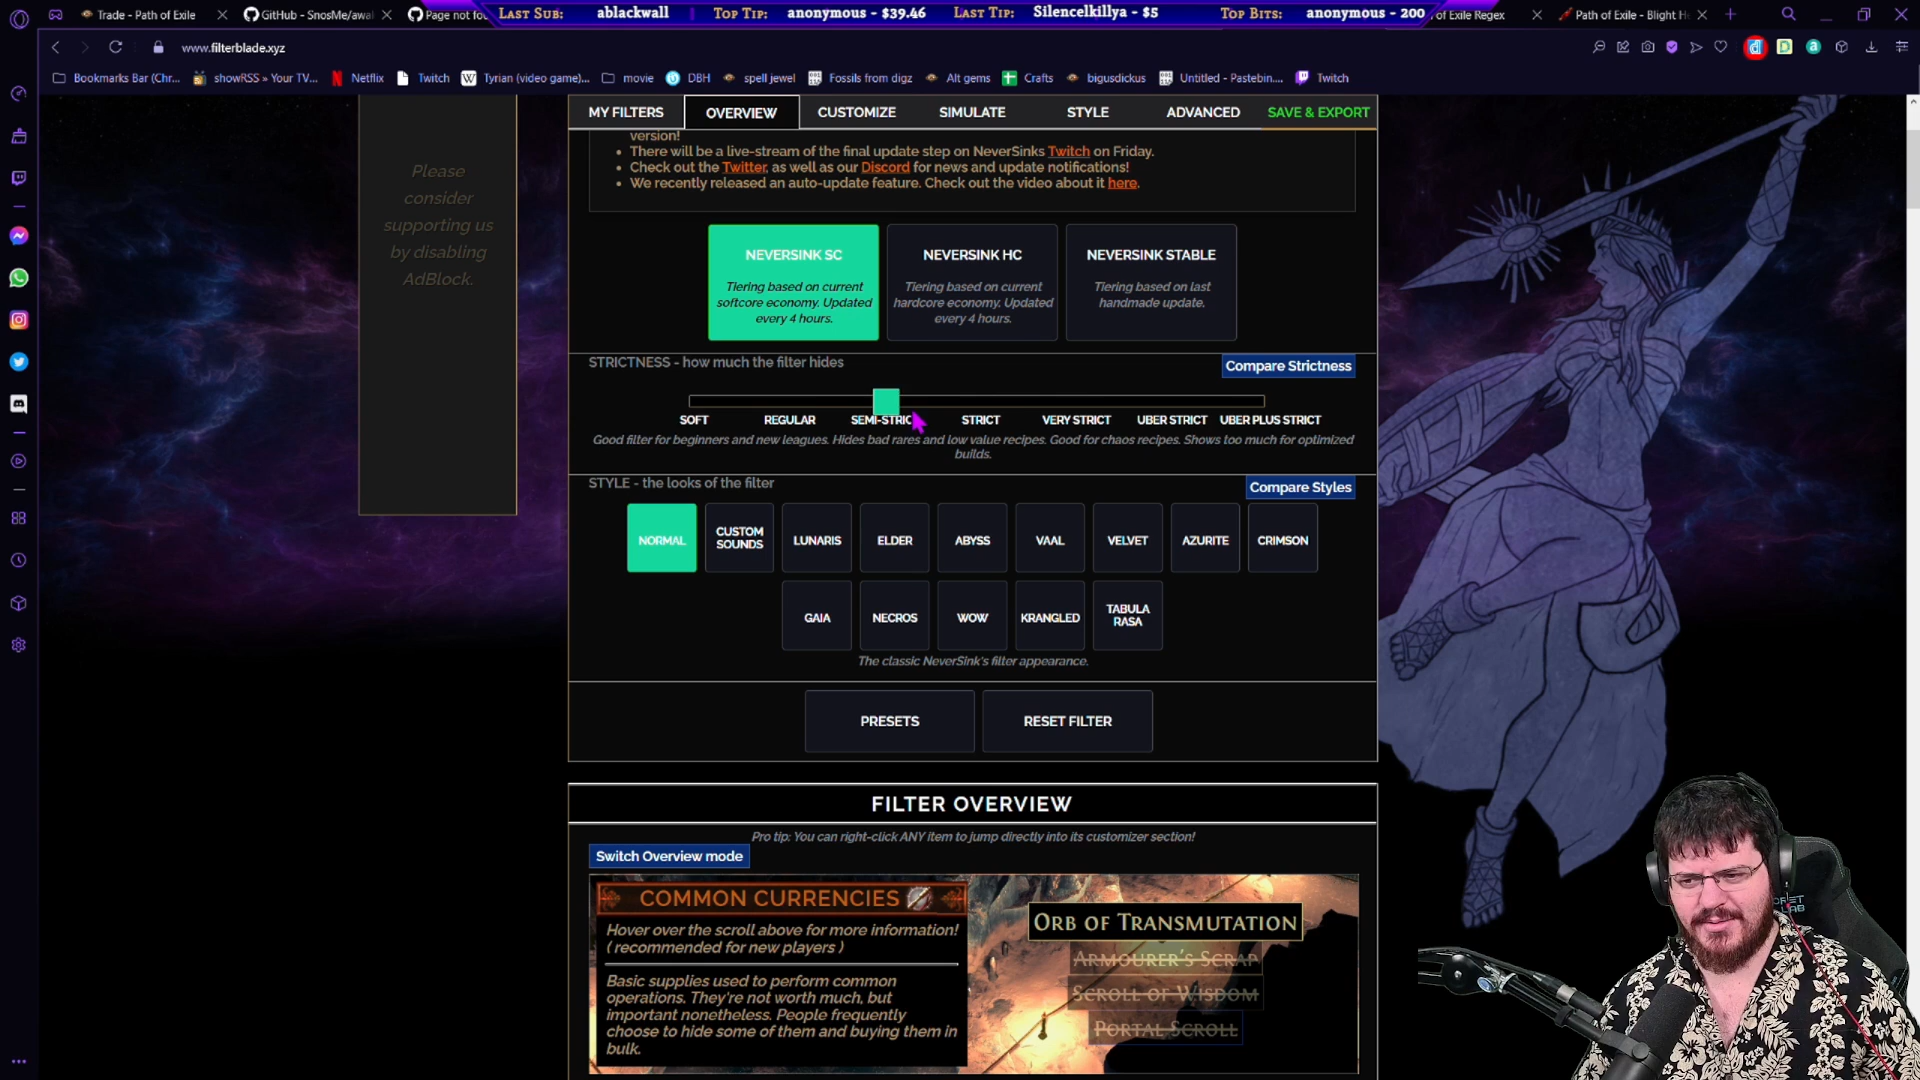 Trade - Path of Exile
GitHub - SnosMe/awa
Page not fou
LAST SUB: ablackwall
TOP TIP: anonymous - $39.46
LAST TIP: Silencelkillya - $5
TOP BITS: anonymous - 200
of Exile Regex
Path of Exile - Blight H
www.filterblade.xyz
Bookmarks Bar (Chr...
showRSS » Your TV...
Netflix
Twitch
Tyrian (video game)...
movie
DBH
spell jewel
Fossils from digz
Alt gems
Crafts
bigusdickus
Untitled - Pastebin....
Twitch
MY FILTERS
OVERVIEW
CUSTOMIZE
SIMULATE
STYLE
ADVANCED
SAVE & EXPORT
Please
consider
supporting us
by disabling
AdBlock.
version!
There will be a live-stream of the final update step on NeverSinks Twitch on Friday.
Check out the Twitter, as well as our Discord for news and update notifications!
We recently released an auto-update feature. Check out the video about it here.
NEVERSINK SC
Tiering based on current
softcore economy. Updated
every 4 hours.
NEVERSINK HC
Tiering based on current
hardcore economy. Updated
every 4 hours.
NEVERSINK STABLE
Tiering based on last
handmade update.
STRICTNESS - how much the filter hides
Compare Strictness
SOFT
REGULAR
SEMI-STRIC
STRICT
VERY STRICT
UBER STRICT
UBER PLUS STRICT
Good filter for beginners and new leagues. Hides bad rares and low value recipes. Good for chaos recipes. Shows too much for optimized
builds.
STYLE - the looks of the filter
Compare Styles
NORMAL
CUSTOM
SOUNDS
LUNARIS
ELDER
ABYSS
VAAL
VELVET
AZURITE
CRIMSON
GAIA
NECROS
WOW
KRANGLED
TABULA
RASA
The classic NeverSink's filter appearance.
PRESETS
RESET FILTER
FILTER OVERVIEW
Pro tip: You can right-click ANY item to jump directly into its customizer section!
Switch Overview mode
COMMON CURRENCIES
Hover over the scroll above for more information!
( recommended for new players )
Basic supplies used to perform common
operations. They're not worth much, but
important nonetheless. People frequently
choose to hide some of them and buying them in
bulk.
ORB OF TRANSMUTATION
ARMOURER'S SCRAP
SCROLL OF WISDOM
PORTAL SCROLL